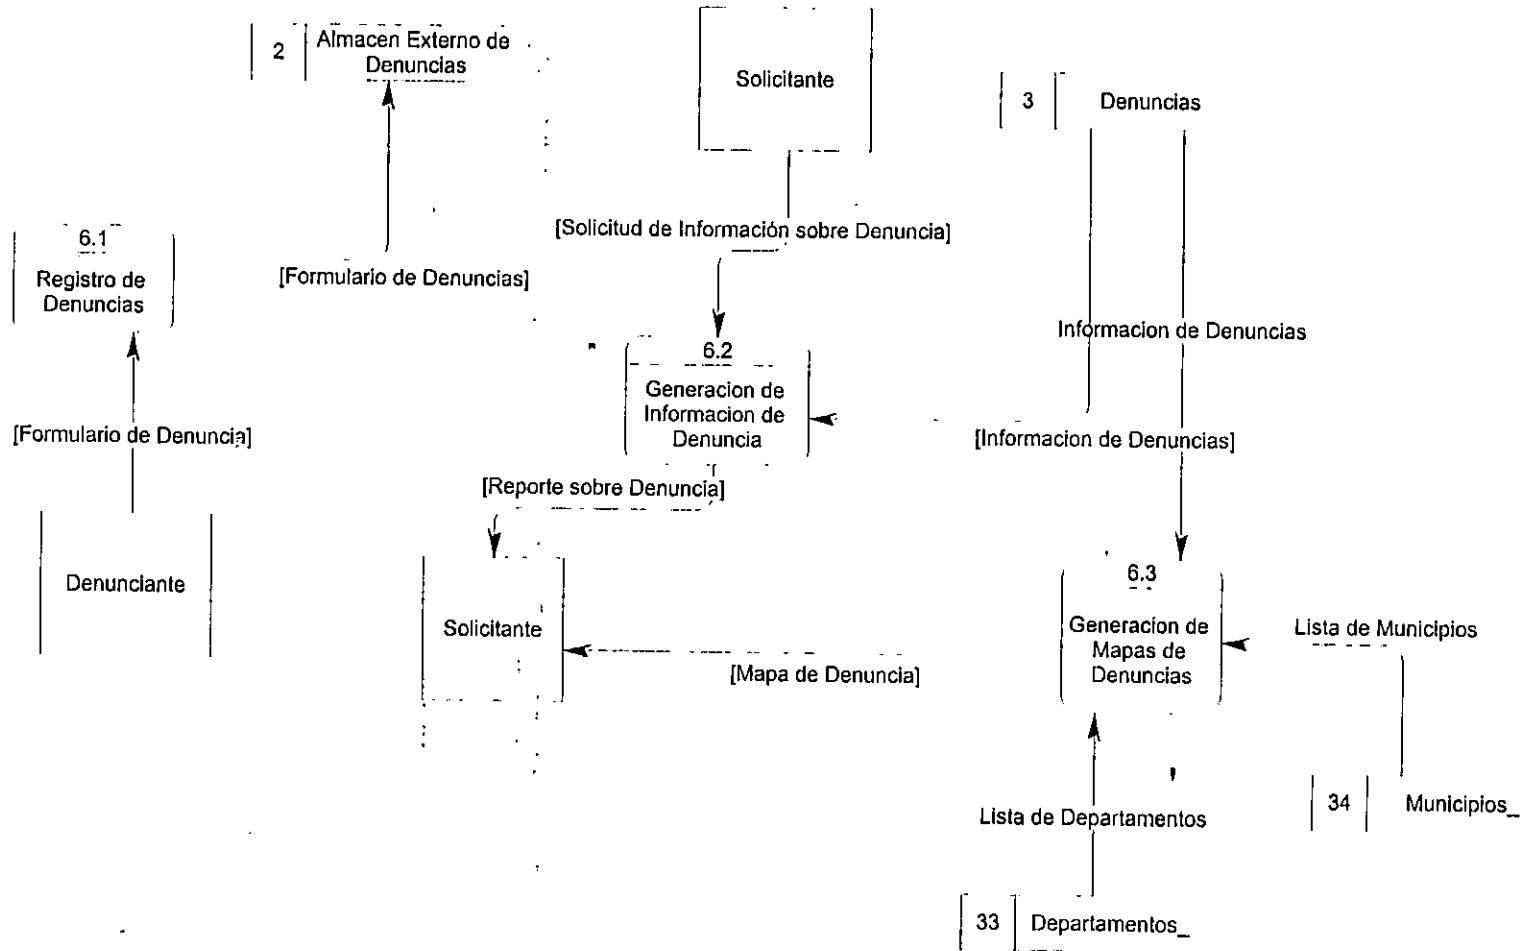 2
Almacen Externo de
Denuncias
Solicitante
3
Denuncias
[Solicitud de Información sobre Denuncia]
6.1
Registro de
Denuncias
[Formulario de Denuncias]
Informacion de Denuncias
6.2
Generacion de
Informacion de
Denuncia
[Formulario de Denuncia]
[Informacion de Denuncias]
[Reporte sobre Denuncia]
Denunciante
6.3
Generacion de
Mapas de
Denuncias
Solicitante
Lista de Municipios
[Mapa de Denuncia]
34
Municipios_
Lista de Departamentos
33
Departamentos_